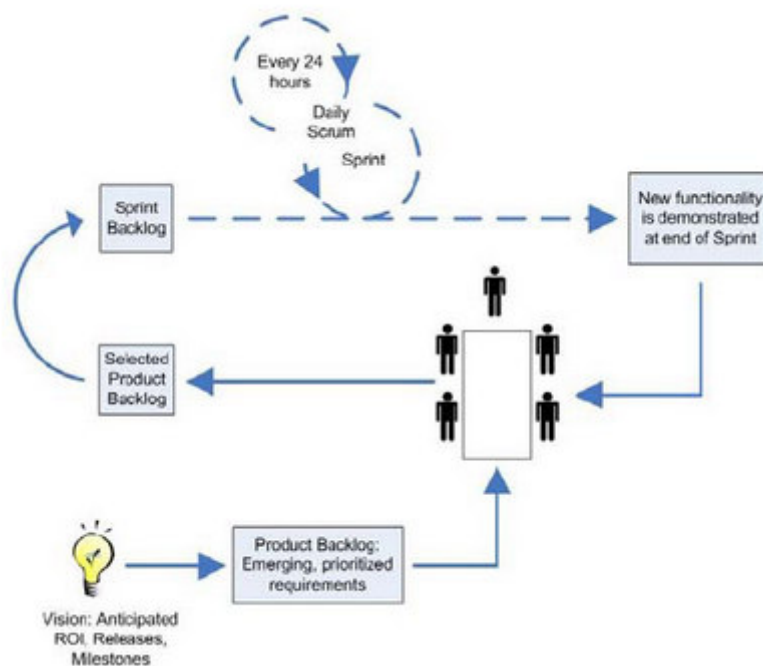 Every 24
hours
Daily
Scrum
Sprint
Sprint
Backlog
New functionality
is demonstrated
at end of Sprint
Selected
Product
Backlog
Product Backlog:
Emerging, prioritized
requirements
Vision: Anticipated
ROI, Releases,
Milestones